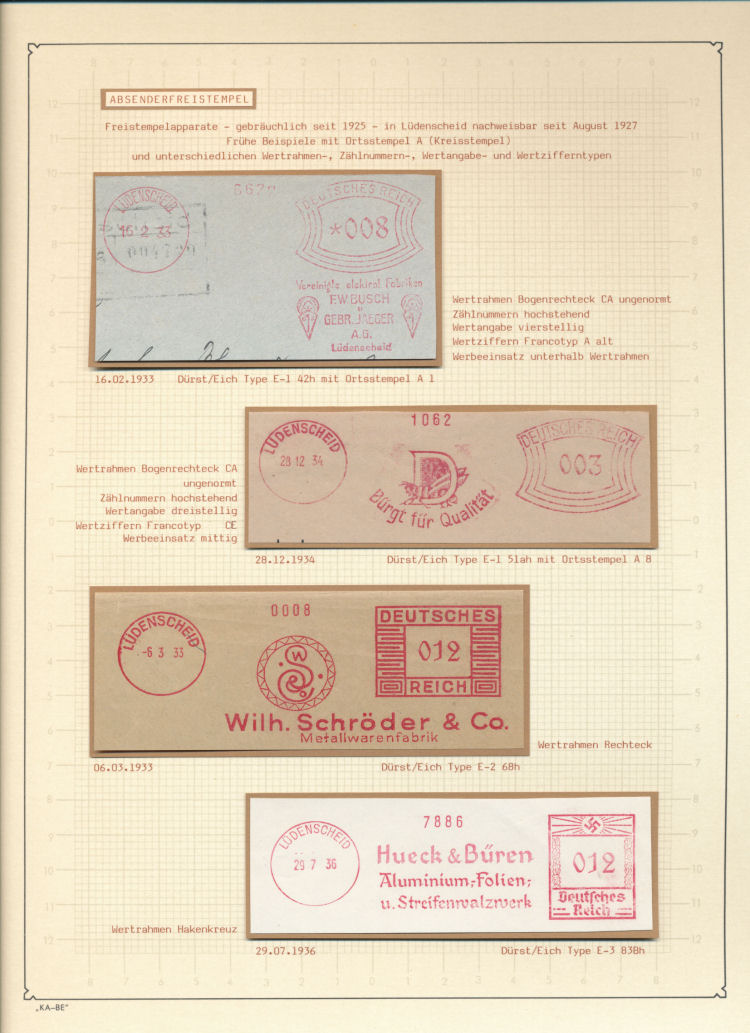 ABSENDERFREISTEMPEL
Freistempelapparate - gebräuchlich seit 1925 - in Lüdenscheid nachweisbar seit August 1927
Frühe Beispiele mit Ortsstempel A (Kreisstempel)
und unterschiedlichen Wertrahmen-, Zählnummern-, Wertangabe- und Wertzifferntypen
LÜDENSCHEID
16 2 33
DEUTSCHES REICH
*008
Vereinigte elektrot. Fabriken
F.W. BUSCH
u
GEBR. JAEGER
A.G.
Lüdenscheid
Wertrahmen Bogenrechteck CA ungenormt
Zählnummern hochstehend
Wertangabe vierstellig
Wertziffern Francotyp A alt
Werbeeinsatz unterhalb Wertrahmen
16.02.1933 Dürst/Eich Type E-1 42h mit Ortsstempel A 1
Wertrahmen Bogenrechteck CA
ungenormt
Zählnummern hochstehend
Wertangabe dreistellig
Wertziffern Francotyp CE
Werbeeinsatz mittig
LÜDENSCHEID
28 12 34
1062
D
Bürgt für Qualität
DEUTSCHES REICH
003
28.12.1934 Dürst/Eich Type E-1 51ah mit Ortsstempel A 8
LÜDENSCHEID
-6 3 33
0008
DEUTSCHES
012
REICH
Wilh. Schröder & Co.
Metallwarenfabrik
Wertrahmen Rechteck
06.03.1933 Dürst/Eich Type E-2 68h
LÜDENSCHEID
29 7 36
7886
Hueck & Büren
Aluminium-, Folien-,
u. Streifenwalzwerk
012
Deutsches
Reich
Wertrahmen Hakenkreuz
29.07.1936 Dürst/Eich Type E-3 83Bh
„KA-BE"